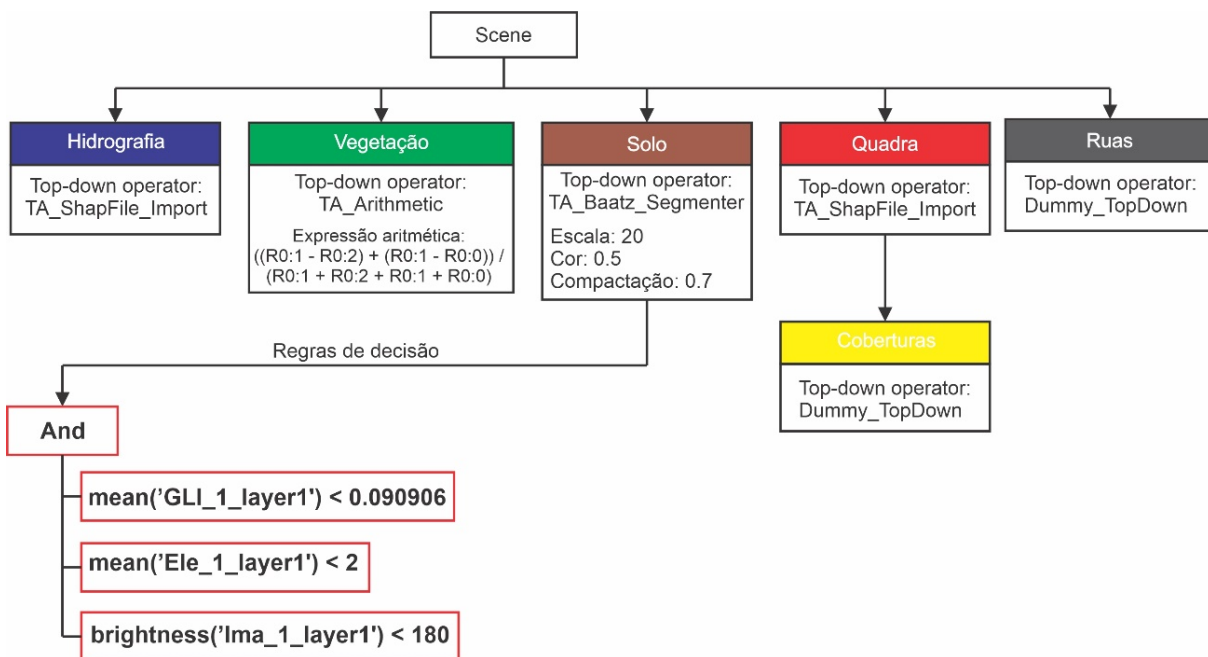 Scene
Hidrografia
Top-down operator:
TA_ShapFile_Import
Vegetação
Top-down operator:
TA_Arithmetic
Expressão aritmética:
((R0:1 - R0:2) + (R0:1 - R0:0)) /
(R0:1 + R0:2 + R0:1 + R0:0)
Solo
Top-down operator:
TA_Baatz_Segmenter
Escala: 20
Cor: 0.5
Compactação: 0.7
Quadra
Top-down operator:
TA_ShapFile_Import
Ruas
Top-down operator:
Dummy_TopDown
Coberturas
Top-down operator:
Dummy_TopDown
Regras de decisão
And
mean('GLI_1_layer1') < 0.090906
mean('Ele_1_layer1') < 2
brightness('Ima_1_layer1') < 180